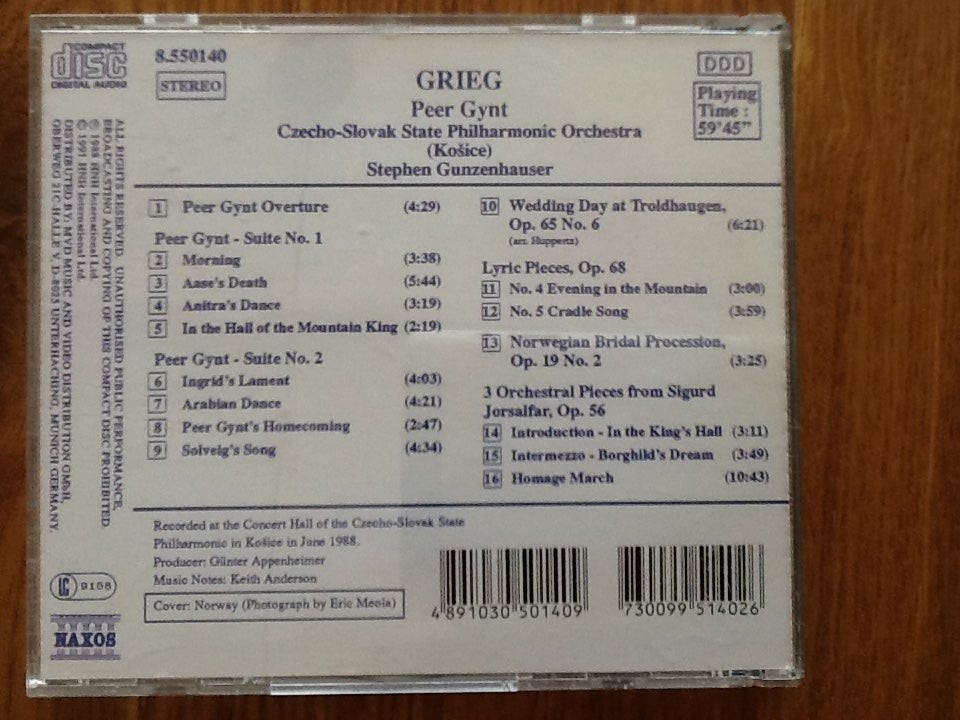 COMPACT
disc
DIGITAL AUDIO
8.550140
STEREO
GRIEG
Peer Gynt
Czecho-Slovak State Philharmonic Orchestra
(Košice)
Stephen Gunzenhauser
DDD
Playing
Time :
59'45"
1 Peer Gynt Overture (4:29)
Peer Gynt - Suite No. 1
2 Morning (3:38)
3 Aase's Death (5:44)
4 Anitra's Dance (3:19)
5 In the Hall of the Mountain King (2:19)
Peer Gynt - Suite No. 2
6 Ingrid's Lament (4:03)
7 Arabian Dance (4:21)
8 Peer Gynt's Homecoming (2:47)
9 Solveig's Song (4:34)
10 Wedding Day at Troldhaugen,
Op. 65 No. 6 (6:21)
(arr. Huppertz)
Lyric Pieces, Op. 68
11 No. 4 Evening in the Mountain (3:00)
12 No. 5 Cradle Song (3:59)
13 Norwegian Bridal Procession,
Op. 19 No. 2 (3:25)
3 Orchestral Pieces from Sigurd
Jorsalfar, Op. 56
14 Introduction - In the King's Hall (3:11)
15 Intermezzo - Borghild's Dream (3:49)
16 Homage March (10:43)
Recorded at the Concert Hall of the Czecho-Slovak State
Philharmonic in Košice in June 1988.
Producer: Günter Appenheimer
Music Notes: Keith Anderson
Cover: Norway (Photograph by Eric Meola)
4 891030 501409
730099 514026
ALL RIGHTS RESERVED. UNAUTHORISED PUBLIC PERFORMANCE,
BROADCASTING AND COPYING OF THIS COMPACT DISC PROHIBITED.
℗ 1988 HNH International Ltd.
© 1991 HNH International Ltd.
DISTRIBUTED BY: MVD MUSIC AND VIDEO DISTRIBUTION GMbH,
OBERWEG 21C-HALLE V, D-8025 UNTERHACHING, MUNICH GERMANY.
LC 9158
NAXOS